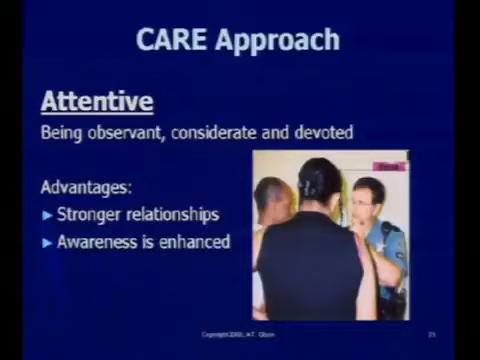 CARE Approach
Attentive
Being observant, considerate and devoted
Advantages:
► Stronger relationships
► Awareness is enhanced